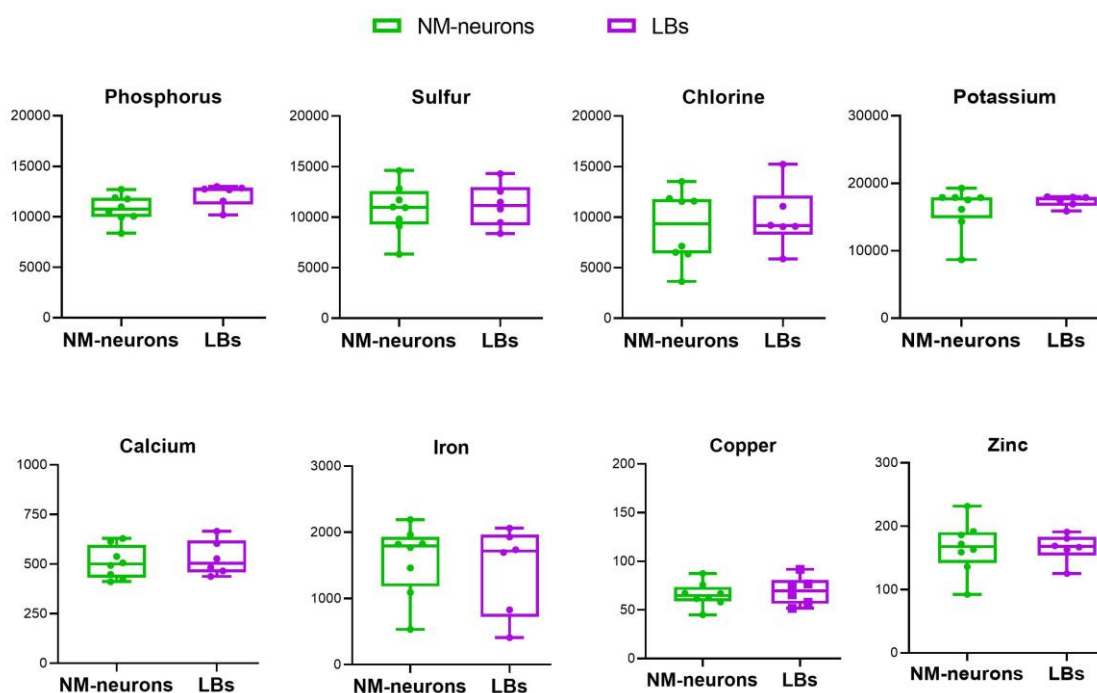 NM-neurons LBs
Phosphorus
20000
15000
10000
5000
0
NM-neurons LBs
Sulfur
20000
15000
10000
5000
0
NM-neurons LBs
Chlorine
20000
15000
10000
5000
0
NM-neurons LBs
Potassium
30000
20000
10000
0
NM-neurons LBs
Calcium
1000
750
500
250
0
NM-neurons LBs
Iron
3000
2000
1000
0
NM-neurons LBs
Copper
200
150
100
50
0
NM-neurons LBs
Zinc
300
200
100
0
NM-neurons LBs